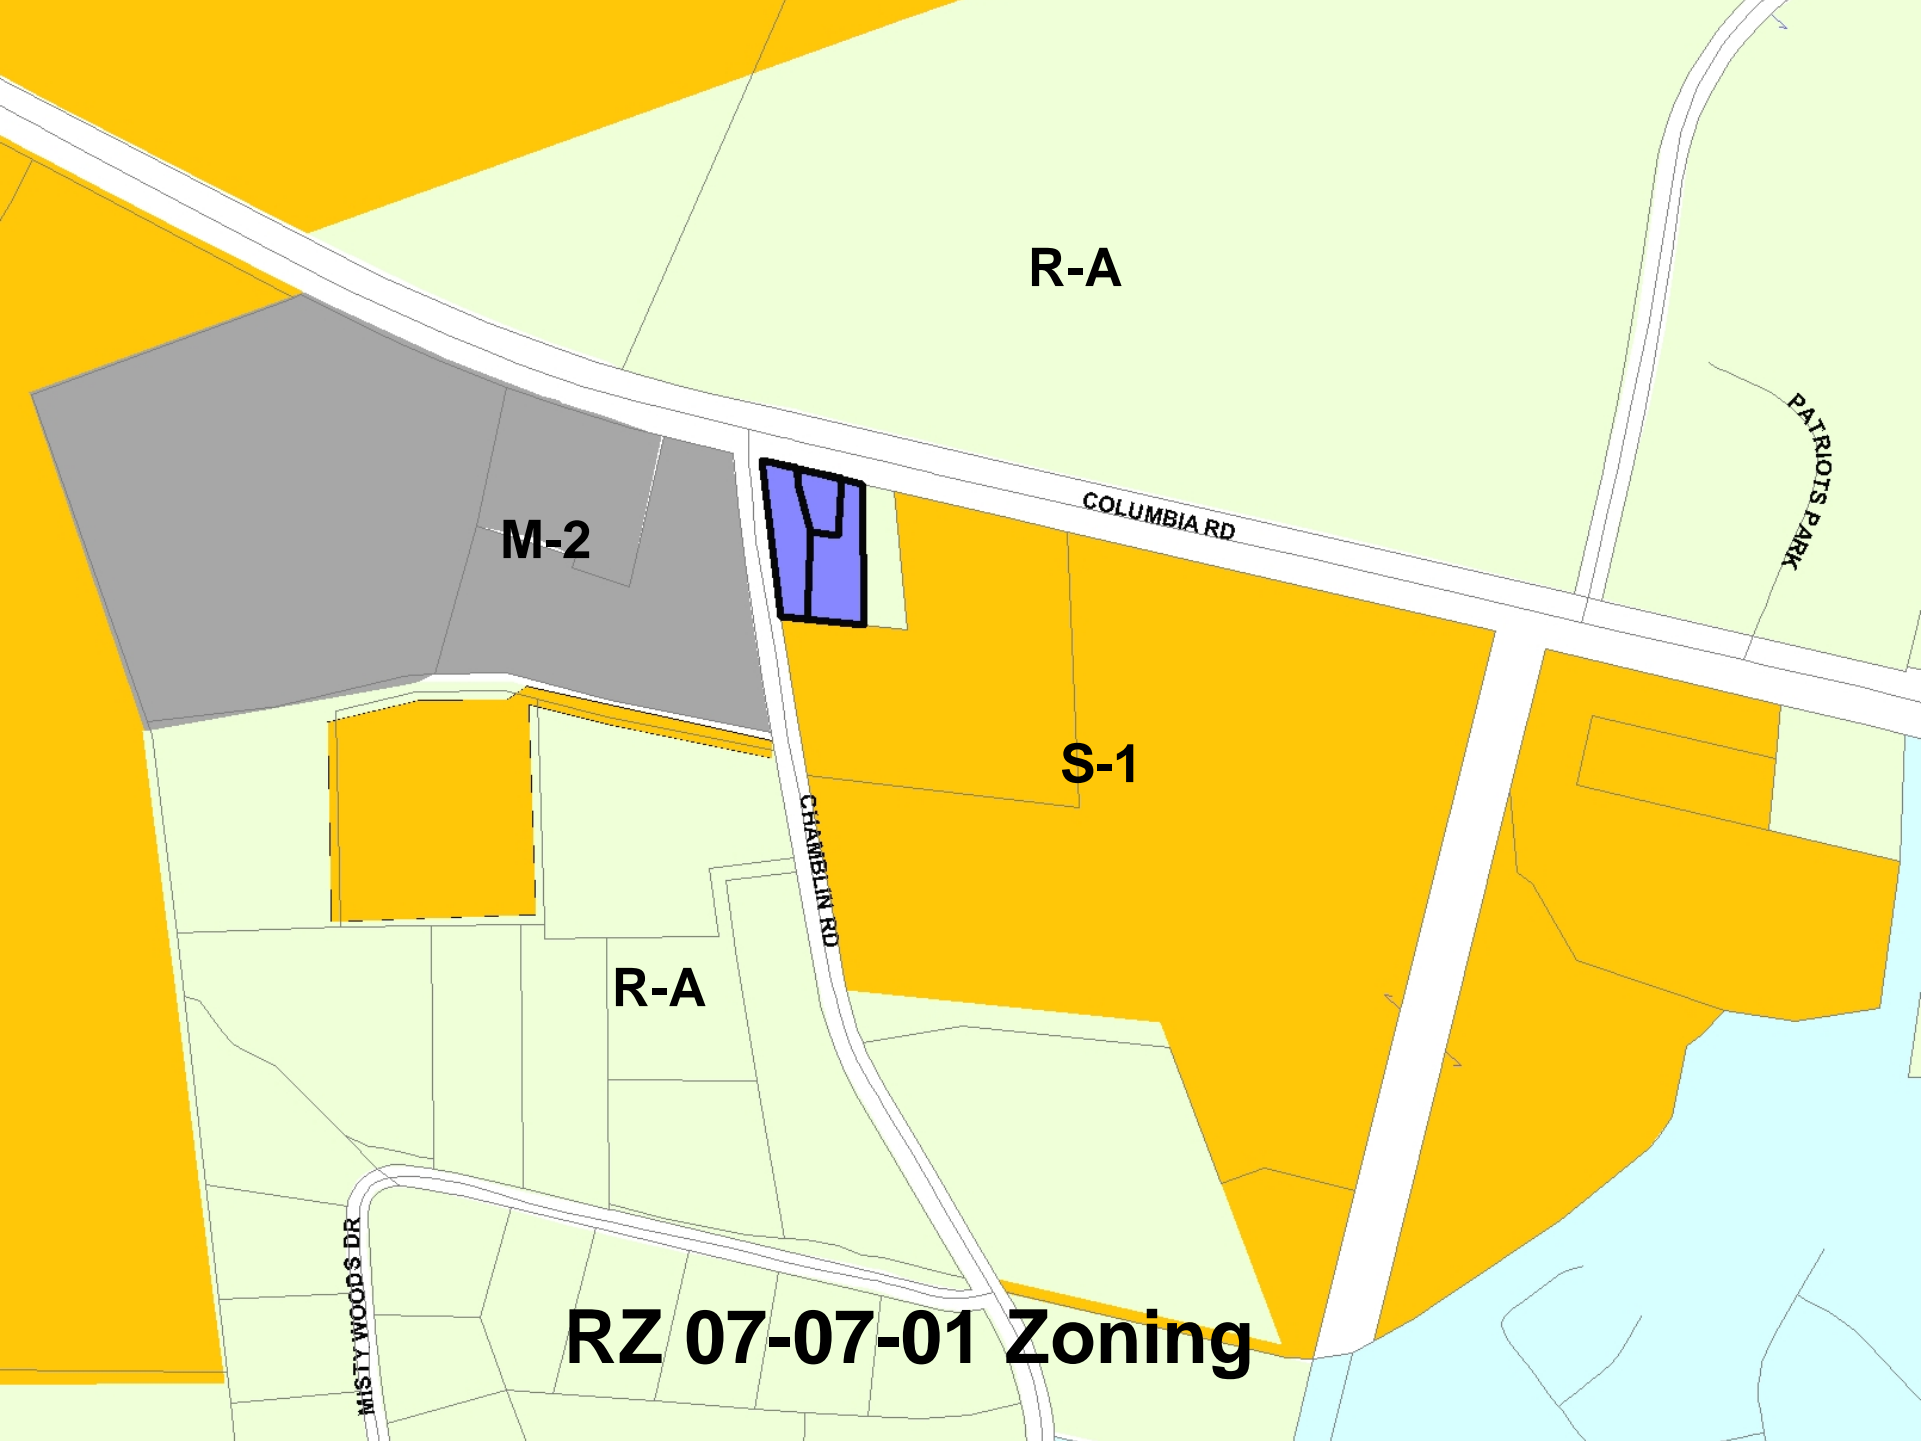 R-A
PATRIOTS PARK
COLUMBIA RD
M-2
S-1
CHAMBLIN RD
R-A
MISTY WOODS DR
RZ 07-07-01 Zoning